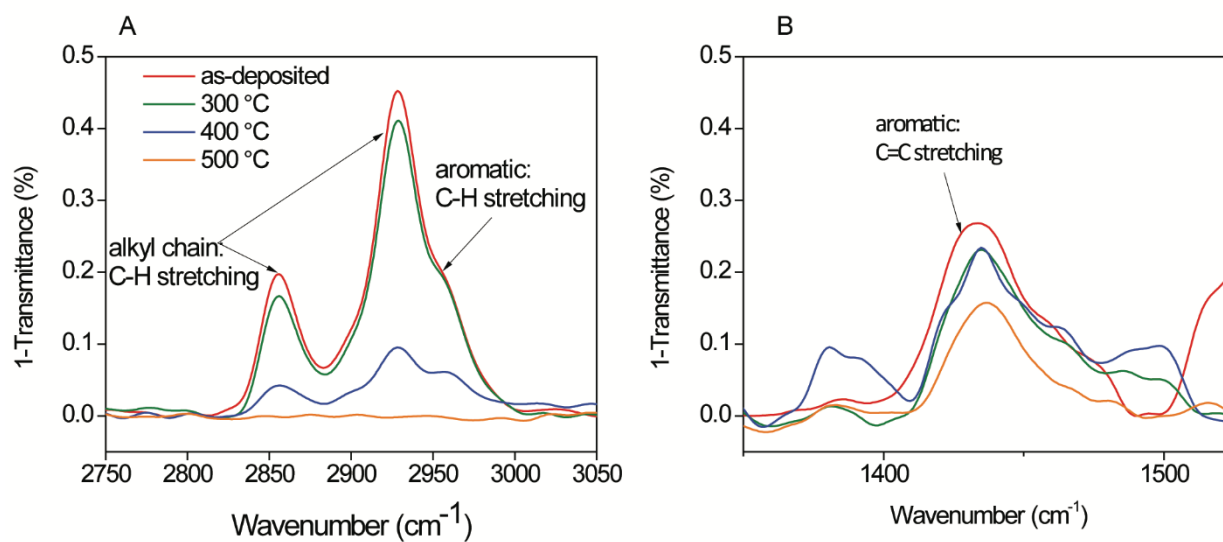 A
0.5
0.4
0.3
0.2
0.1
0.0
1-Transmittance (%)
as-deposited
300 °C
400 °C
500 °C
alkyl chain:
C-H stretching
aromatic:
C-H stretching
2750 2800 2850 2900 2950 3000 3050
Wavenumber (cm⁻¹)
B
0.5
0.4
0.3
0.2
0.1
0.0
1-Transmittance (%)
aromatic:
C=C stretching
1400 1500
Wavenumber (cm⁻¹)